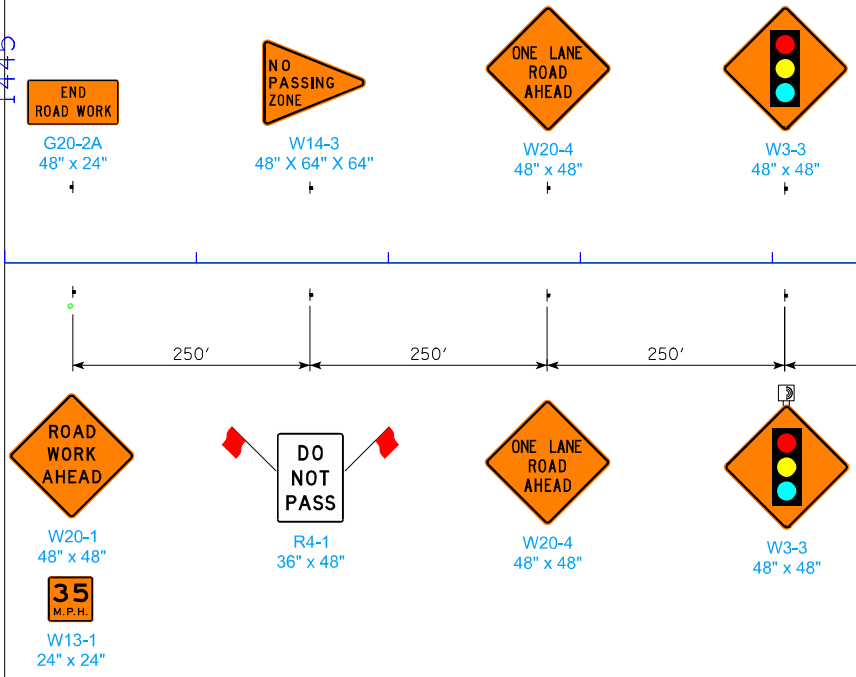 1445
END
ROAD WORK
G20-2A
48" x 24"
NO
PASSING
ZONE
W14-3
48" X 64" X 64"
ONE LANE
ROAD
AHEAD
W20-4
48" x 48"
W3-3
48" x 48"
250'
250'
250'
ROAD
WORK
AHEAD
W20-1
48" x 48"
35
M.P.H.
W13-1
24" x 24"
DO
NOT
PASS
R4-1
36" x 48"
ONE LANE
ROAD
AHEAD
W20-4
48" x 48"
W3-3
48" x 48"